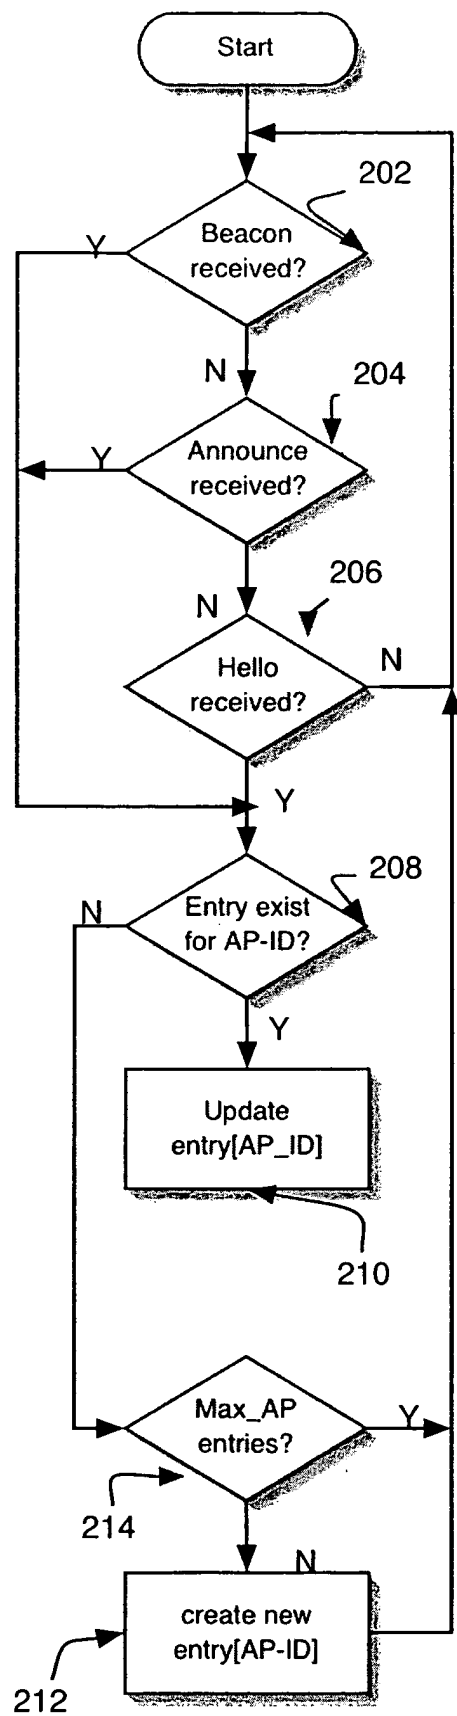 Start
202
Y
Beacon
received?
N
204
Y
Announce
received?
206
N
N
Hello
received?
Y
208
N
Entry exist
for AP-ID?
Y
Update
entry[AP_ID]
210
Max_AP
entries?
Y
214
N
create new
entry[AP-ID]
212